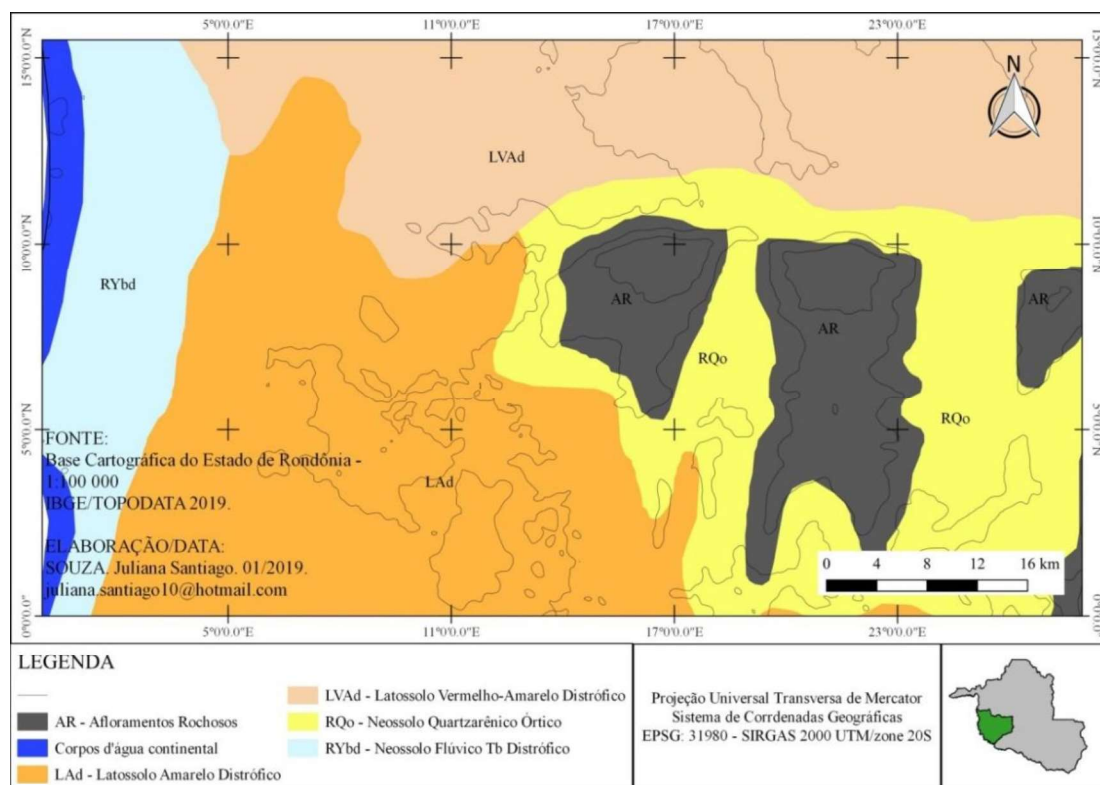 5°0'0.0"E
11°0'0.0"E
17°0'0.0"E
23°0'0.0"E
15°0'0.0"N
15°0'0.0"N
N
LVAd
10°0'0.0"N
10°0'0.0"N
RYbd
AR
AR
AR
RQo
RQo
5°0'0.0"N
5°0'0.0"N
FONTE:
Base Cartográfica do Estado de Rondônia -
1:100 000
IBGE/TOPODATA 2019.
LAd
ELABORAÇÃO/DATA:
SOUZA. Juliana Santiago. 01/2019.
juliana.santiago10@hotmail.com
0 4 8 12 16 km
0°0'0.0"
0°0'0.0"
5°0'0.0"E
11°0'0.0"E
17°0'0.0"E
23°0'0.0"E
LEGENDA
AR - Afloramentos Rochosos
Corpos d'água continental
LAd - Latossolo Amarelo Distrófico
LVAd - Latossolo Vermelho-Amarelo Distrófico
RQo - Neossolo Quartzarênico Órtico
RYbd - Neossolo Flúvico Tb Distrófico
Projeção Universal Transversa de Mercator
Sistema de Corrdenadas Geográficas
EPSG: 31980 - SIRGAS 2000 UTM/zone 20S